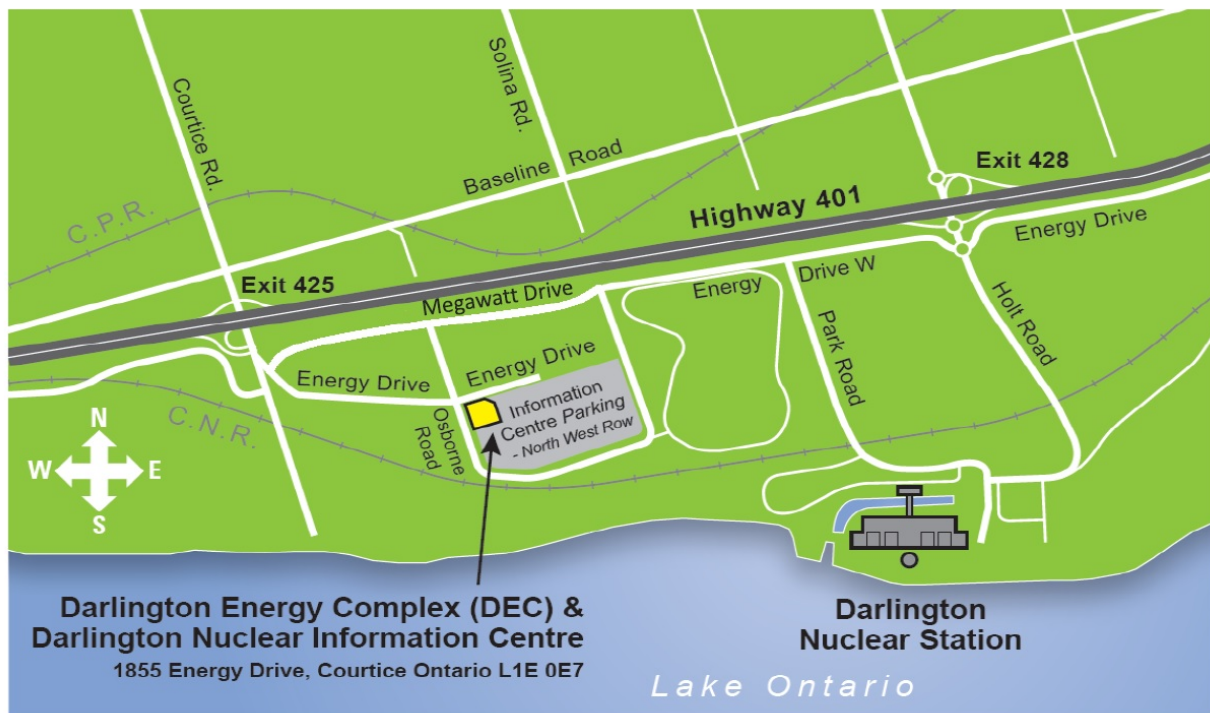 Solina Rd.
Courtice Rd.
Baseline Road
Exit 428
Highway 401
C.P.R.
Energy Drive
Exit 425
Drive W
Energy
Megawatt Drive
Holt Road
Park Road
Energy Drive
Energy Drive
C.N.R.
Osborne
Road
Information
Centre Parking
- North West Row
N
W E
S
Darlington Energy Complex (DEC) &
Darlington Nuclear Information Centre
1855 Energy Drive, Courtice Ontario L1E 0E7
Darlington
Nuclear Station
Lake Ontario